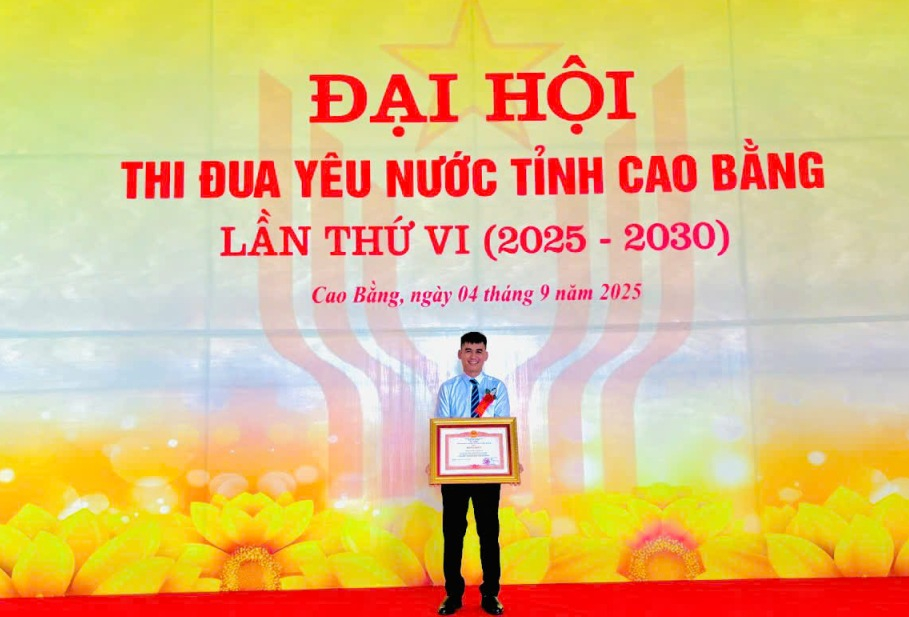 ĐẠI HỘI
THI ĐUA YÊU NƯỚC TỈNH CAO BẰNG
LẦN THỨ VI (2025 - 2030)
Cao Bằng, ngày 04 tháng 9 năm 2025